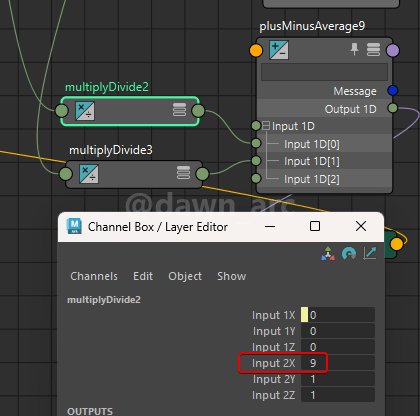 plusMinusAverage9
multiplyDivide2
Message
Output 1D
Input 1D
multiplyDivide3
Input 1D[0]
Input 1D[1]
Input 1D[2]
@dawn_arc
Channel Box / Layer Editor
Channels Edit Object Show
multiplyDivide2
Input 1X 0
Input 1Y 0
Input 1Z 0
Input 2X 9
Input 2Y 1
Input 2Z 1
OUTPUTS